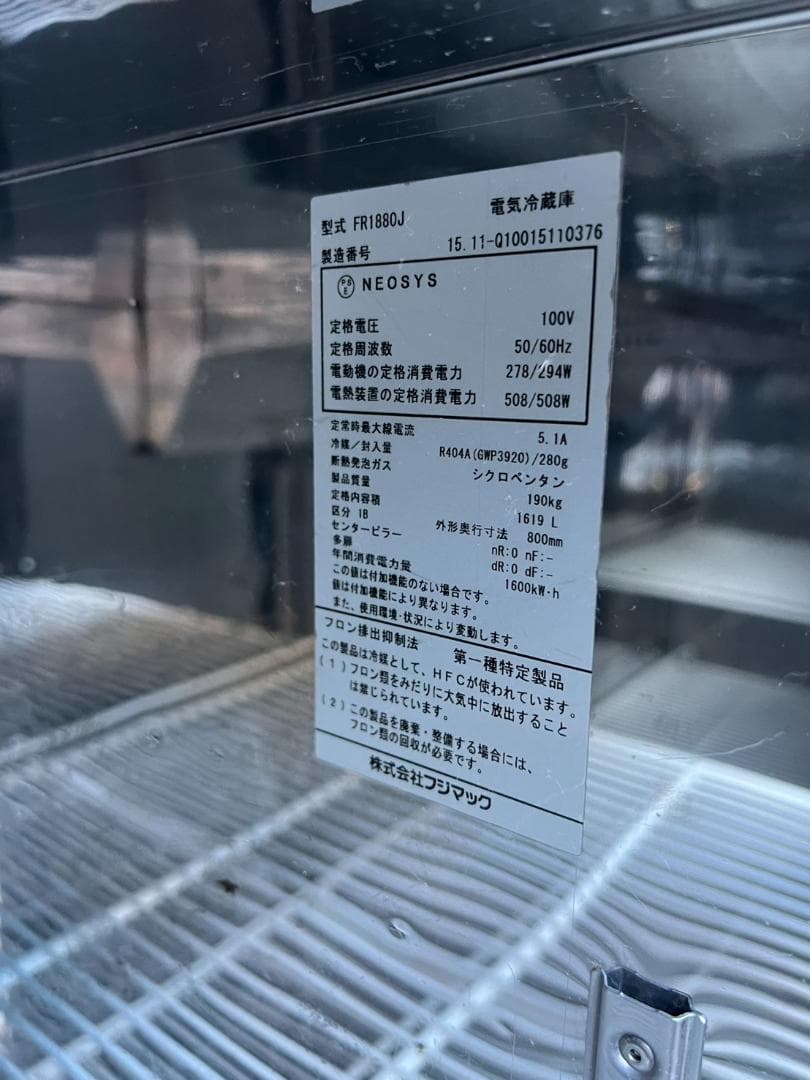 電気冷蔵庫
型式 FR1880J
製造番号 15.11-Q10015110376
PSE NEOSYS
定格電圧 100V
定格周波数 50/60Hz
電動機の定格消費電力 278/294W
電熱装置の定格消費電力 508/508W
定常時最大線電流 5.1A
冷媒／封入量 R404A(GWP3920)/280g
断熱発泡ガス シクロペンタン
製品質量 190kg
定格内容積 1619 L
区分 1B 外形奥行寸法 800mm
センターピラー nR:0 nF:-
多扉 dR:0 dF:-
年間消費電力量 1600kW·h
この値は付加機能のない場合です。
値は付加機能により異なります。
また、使用環境・状況により変動します。
フロン排出抑制法 第一種特定製品
この製品は冷媒として、ＨＦＣが使われています。
(１)フロン類をみだりに大気中に放出すること
は禁じられています。
(２)この製品を廃棄・整備する場合には、
フロン類の回収が必要です。
株式会社フジマック